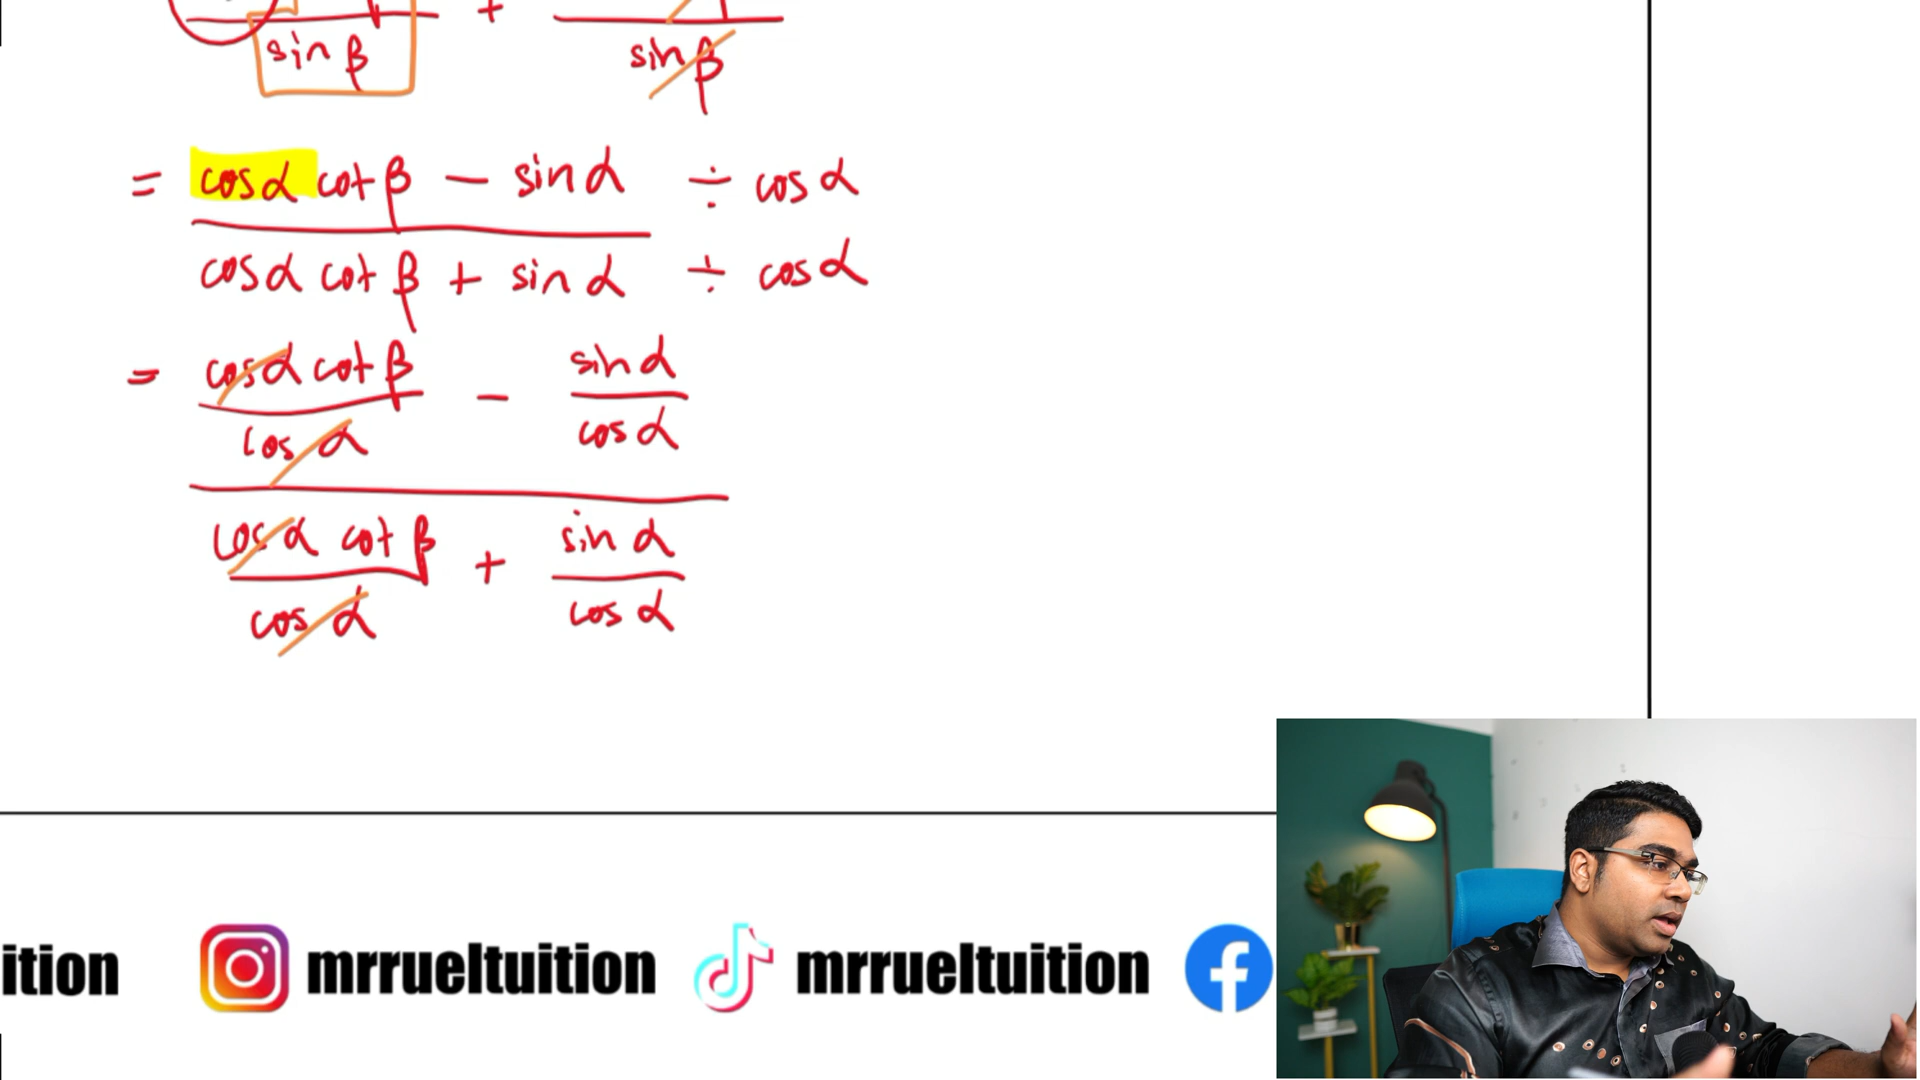 +
sin β sin β
= cos α cot β − sin α ÷ cos α
cos α cot β + sin α ÷ cos α
= cos α cot β − sin α
cos α cos α
cos α cot β + sin α
cos α cos α
ition mrrueltuition mrrueltuition